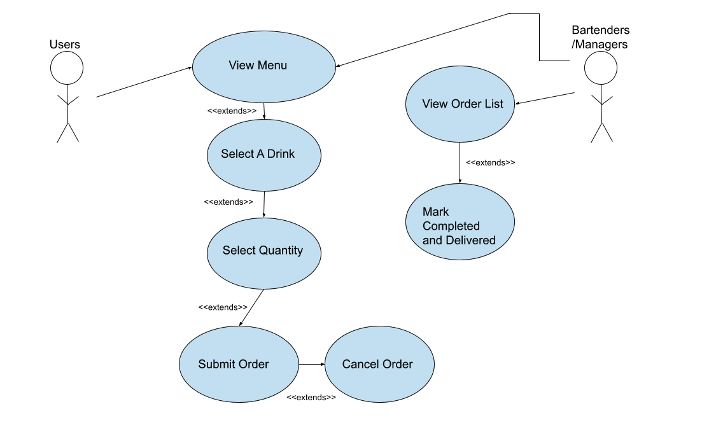 Users
Bartenders
/Managers
View Menu
View Order List
<<extends>>
Select A Drink
<<extends>>
<<extends>>
Mark
Completed
and Delivered
Select Quantity
<<extends>>
Submit Order
Cancel Order
<<extends>>